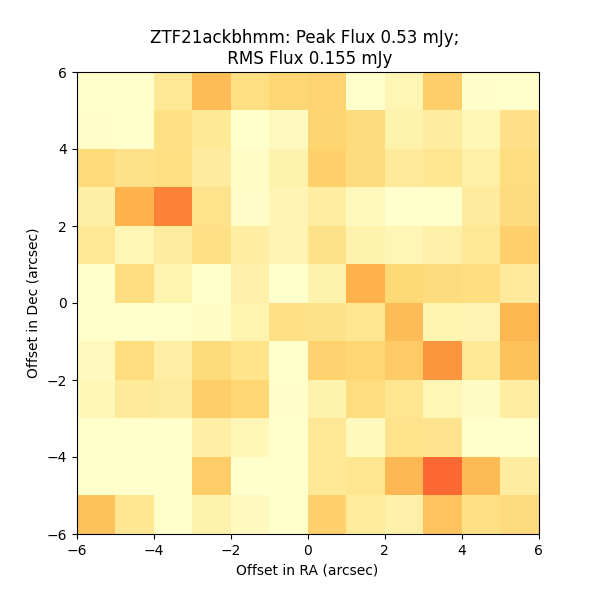 ZTF21ackbhmm: Peak Flux 0.53 mJy;
RMS Flux 0.155 mJy
6
4
2
0
−2
−4
−6
Offset in Dec (arcsec)
−6 −4 −2 0 2 4 6
Offset in RA (arcsec)